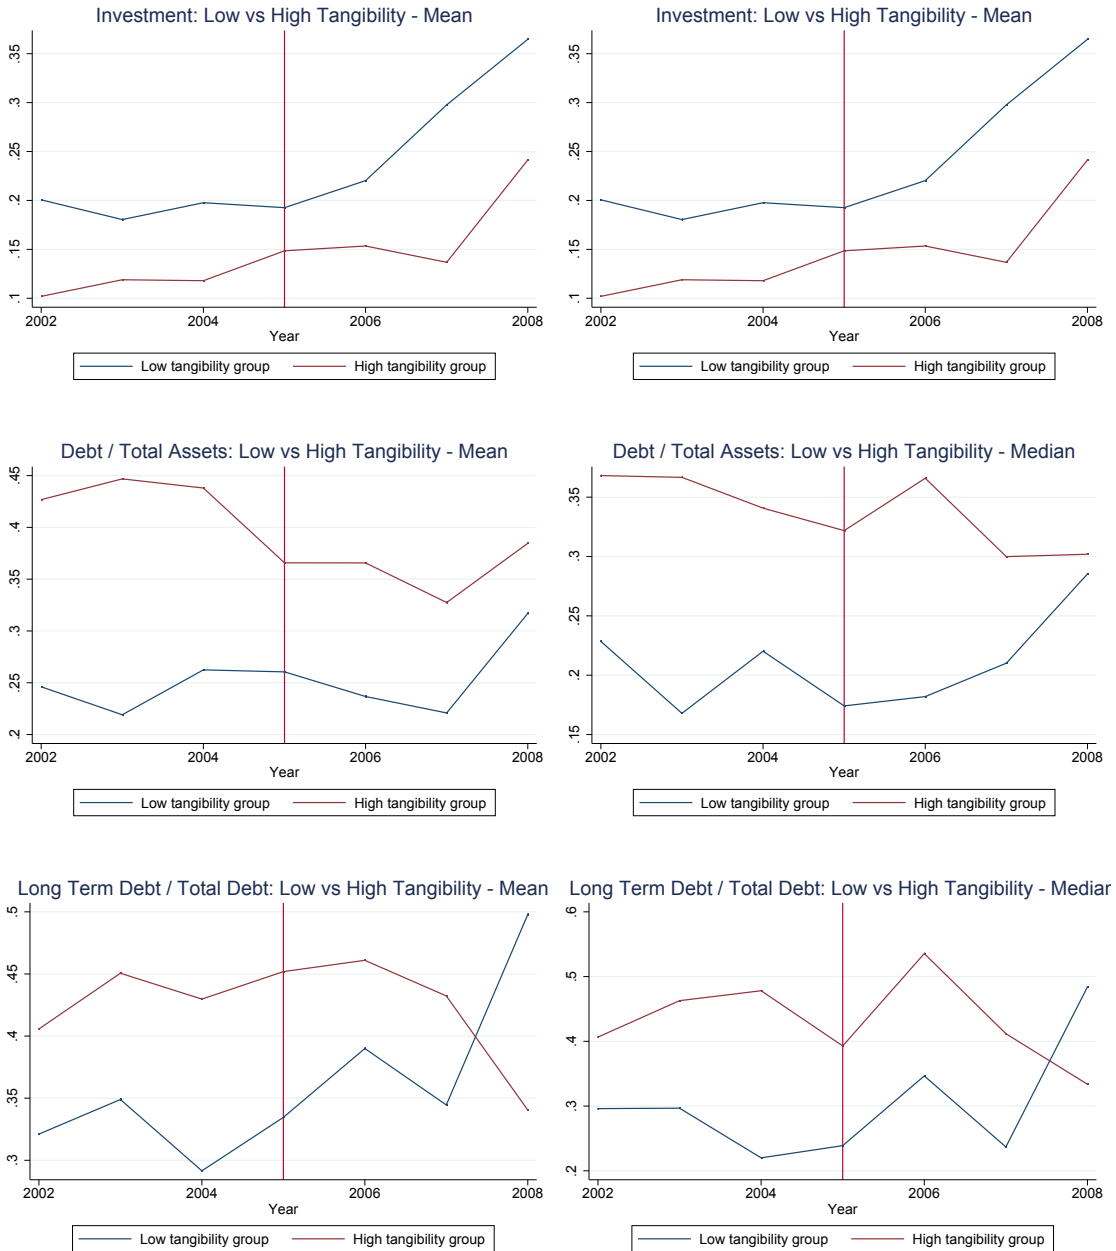 Investment: Low vs High Tangibility - Mean
.35
.3
.25
.2
.15
.1
2002 2004 2006 2008
Year
Low tangibility group High tangibility group
Investment: Low vs High Tangibility - Mean
.35
.3
.25
.2
.15
.1
2002 2004 2006 2008
Year
Low tangibility group High tangibility group
Debt / Total Assets: Low vs High Tangibility - Mean
.45
.4
.35
.3
.25
.2
2002 2004 2006 2008
Year
Low tangibility group High tangibility group
Debt / Total Assets: Low vs High Tangibility - Median
.35
.3
.25
.2
.15
2002 2004 2006 2008
Year
Low tangibility group High tangibility group
Long Term Debt / Total Debt: Low vs High Tangibility - Mean
.5
.45
.4
.35
.3
2002 2004 2006 2008
Year
Low tangibility group High tangibility group
Long Term Debt / Total Debt: Low vs High Tangibility - Median
.6
.5
.4
.3
.2
2002 2004 2006 2008
Year
Low tangibility group High tangibility group